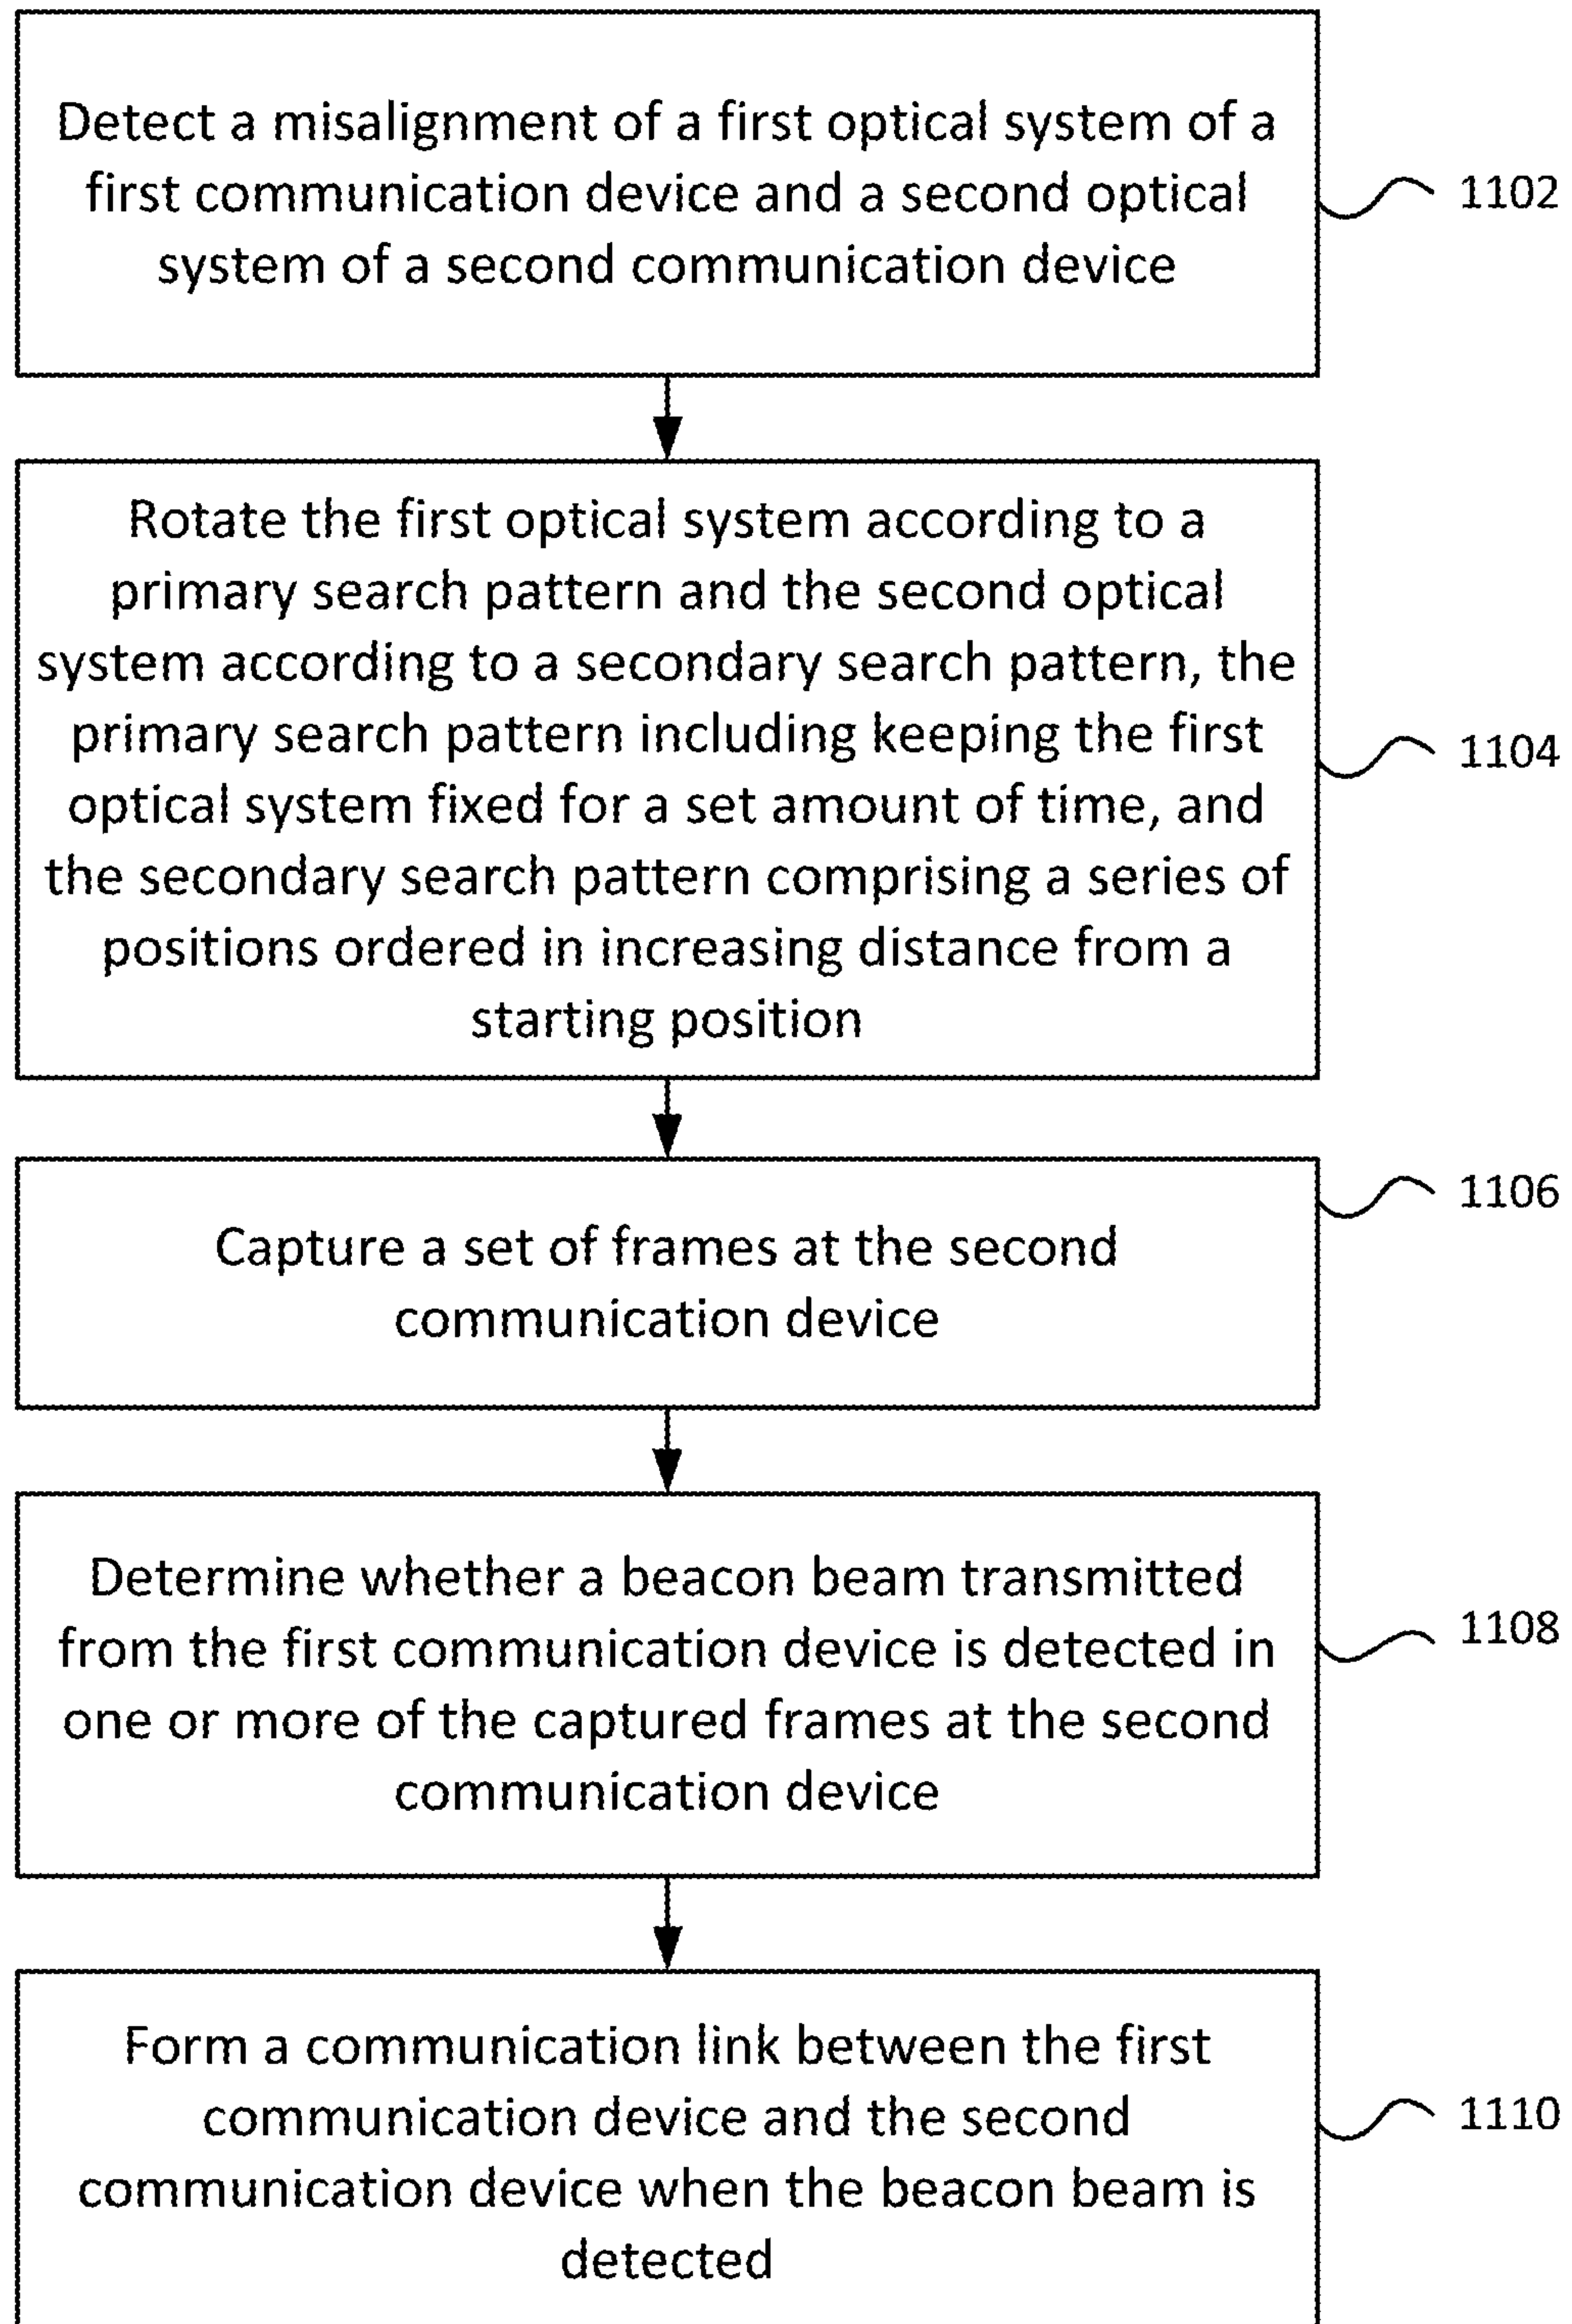 Detect a misalignment of a first optical system of a
first communication device and a second optical
system of a second communication device
1102
Rotate the first optical system according to a
primary search pattern and the second optical
system according to a secondary search pattern, the
primary search pattern including keeping the first
optical system fixed for a set amount of time, and
the secondary search pattern comprising a series of
positions ordered in increasing distance from a
starting position
1104
Capture a set of frames at the second
communication device
1106
Determine whether a beacon beam transmitted
from the first communication device is detected in
one or more of the captured frames at the second
communication device
1108
Form a communication link between the first
communication device and the second
communication device when the beacon beam is
detected
1110